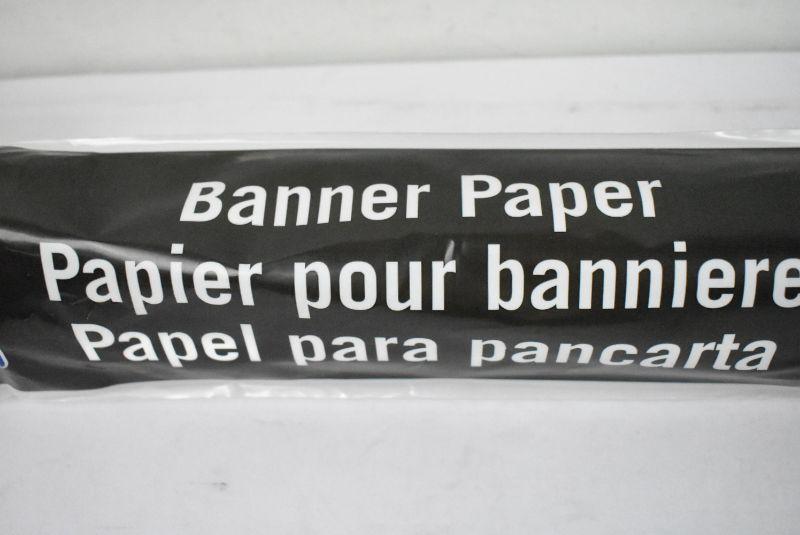 Banner Paper
Papier pour banniere
Papel para pancarta